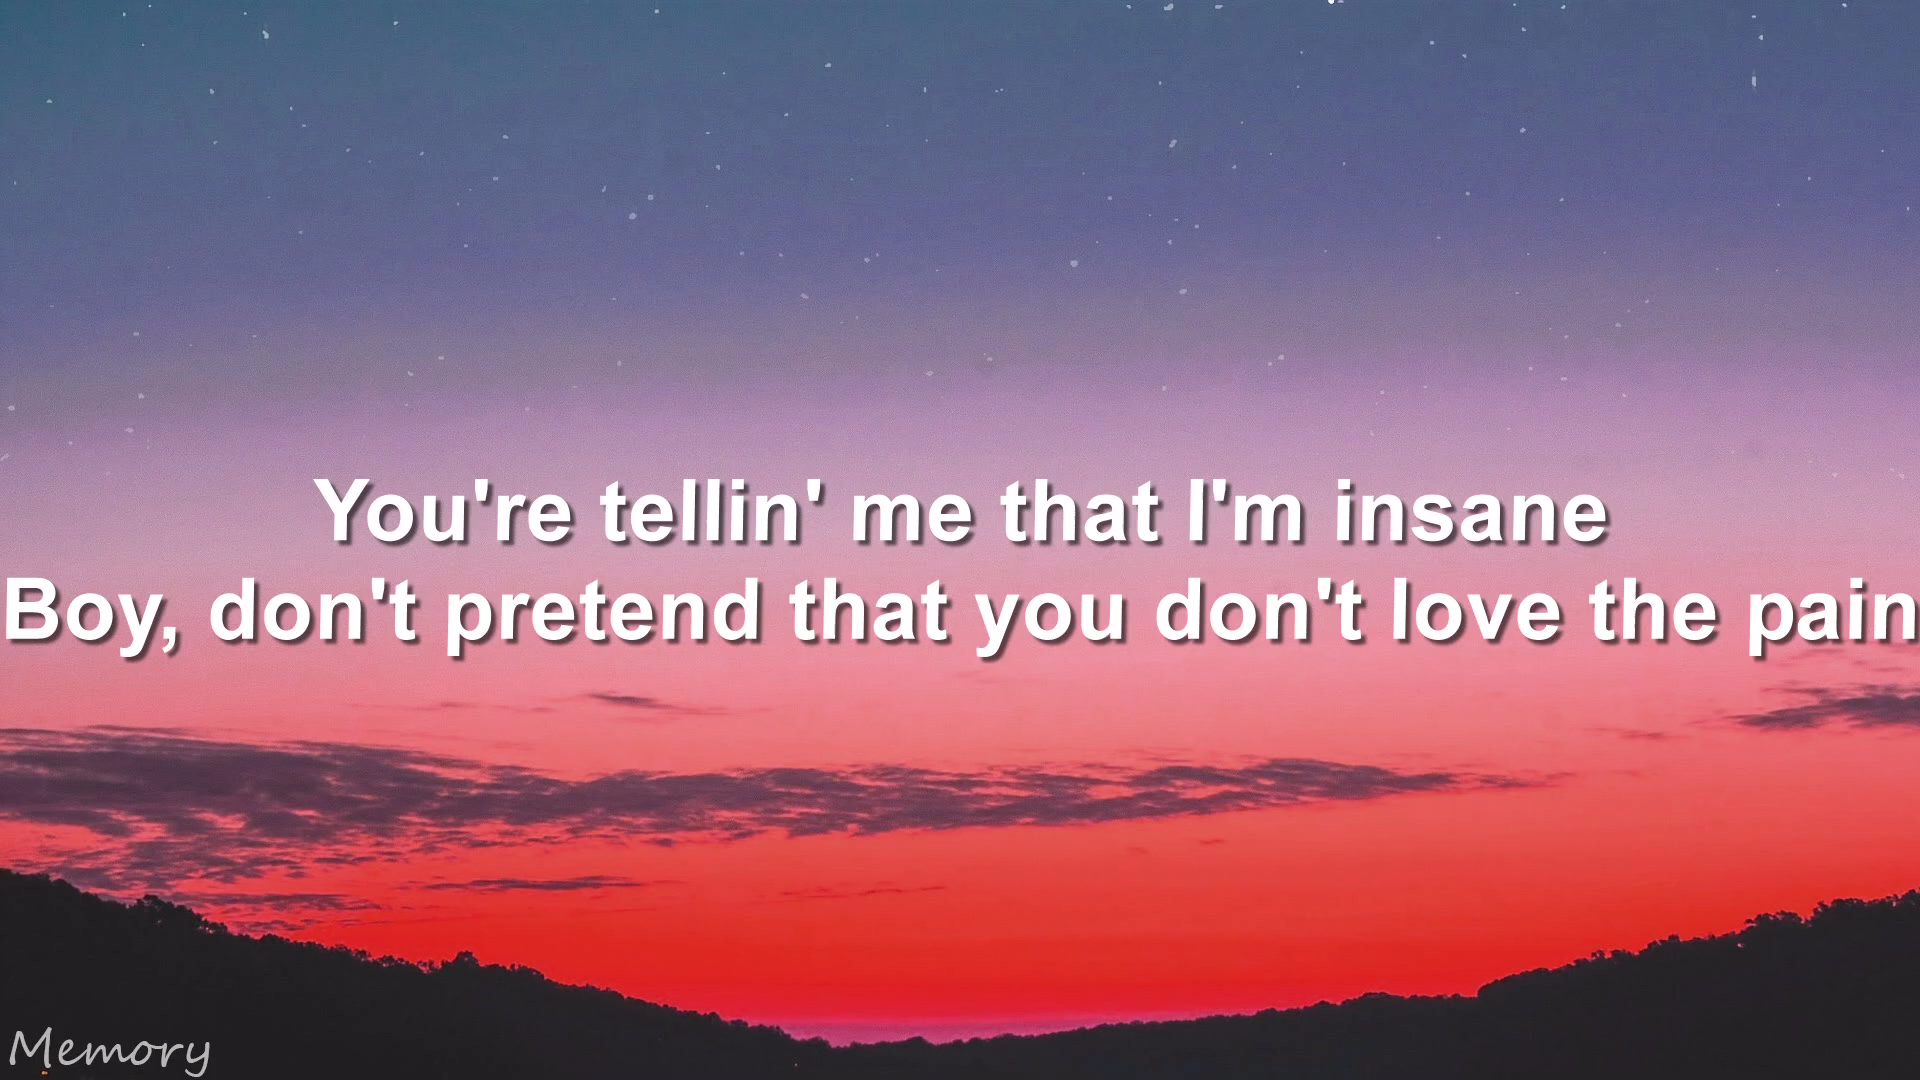 You're tellin' me that I'm insane
Boy, don't pretend that you don't love the pain
Memory